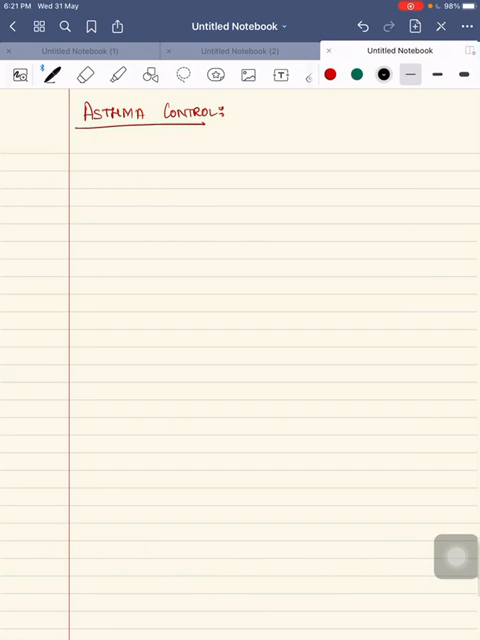 6:21 PM Wed 31 May
98%
Untitled Notebook
Untitled Notebook (1)
Untitled Notebook (2)
Untitled Notebook
T
ASTHMA CONTROL: